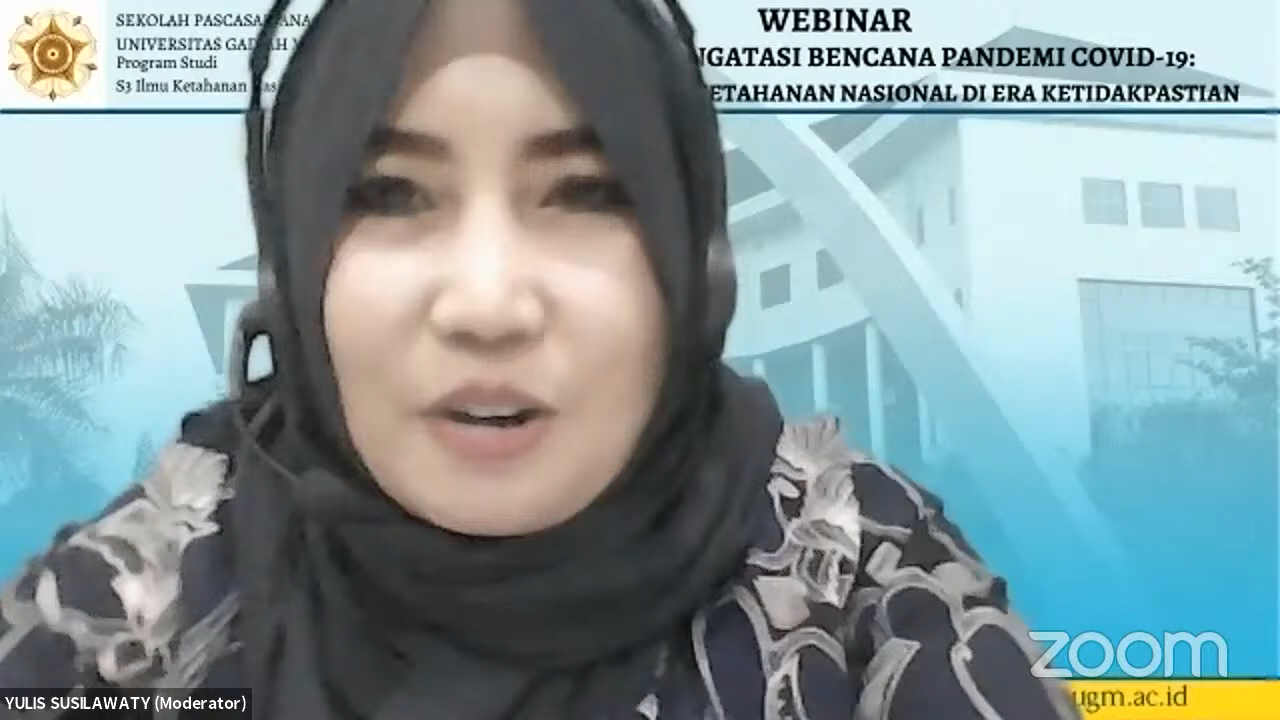 SEKOLAH PASCASA ANA
UNIVERSITAS GAD
Program Studi
S3 Ilmu Ketahanan
WEBINAR
NGATASI BENCANA PANDEMI COVID-19:
ETAHANAN NASIONAL DI ERA KETIDAKPASTIAN
zoom
ugm.ac.id
YULIS SUSILAWATY (Moderator)